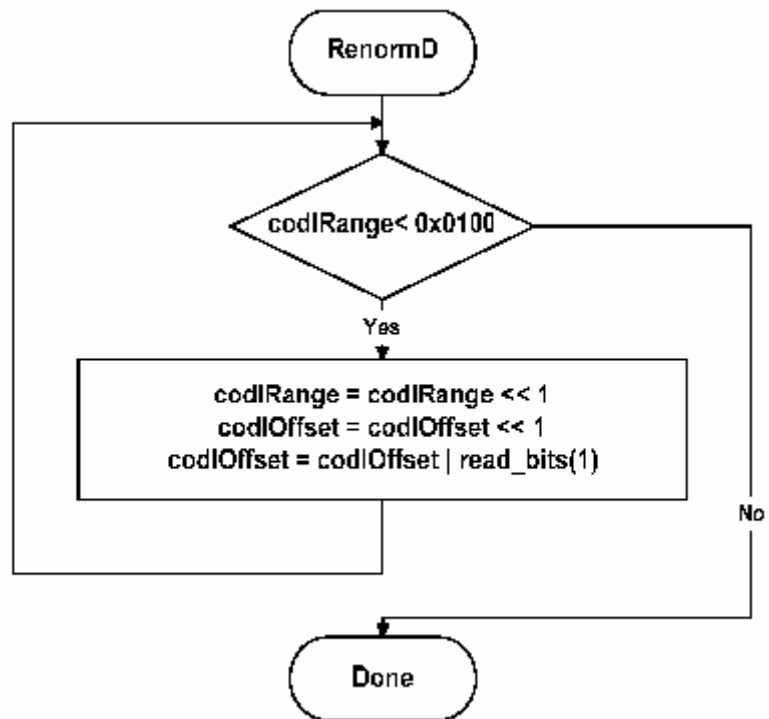 RenormD
codIRange< 0x0100
Yes
codIRange = codIRange << 1
codIOffset = codIOffset << 1
codIOffset = codIOffset | read_bits(1)
No
Done